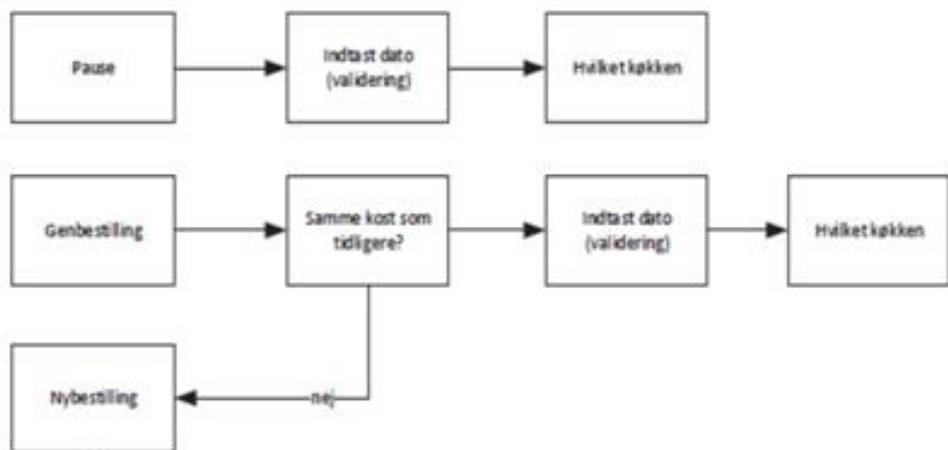 Pause
Indtast dato
(validering)
Hvilket køkken
Genbestilling
Samme kost som
tidligere?
Indtast dato
(validering)
Hvilket køkken
Nybestilling
nej